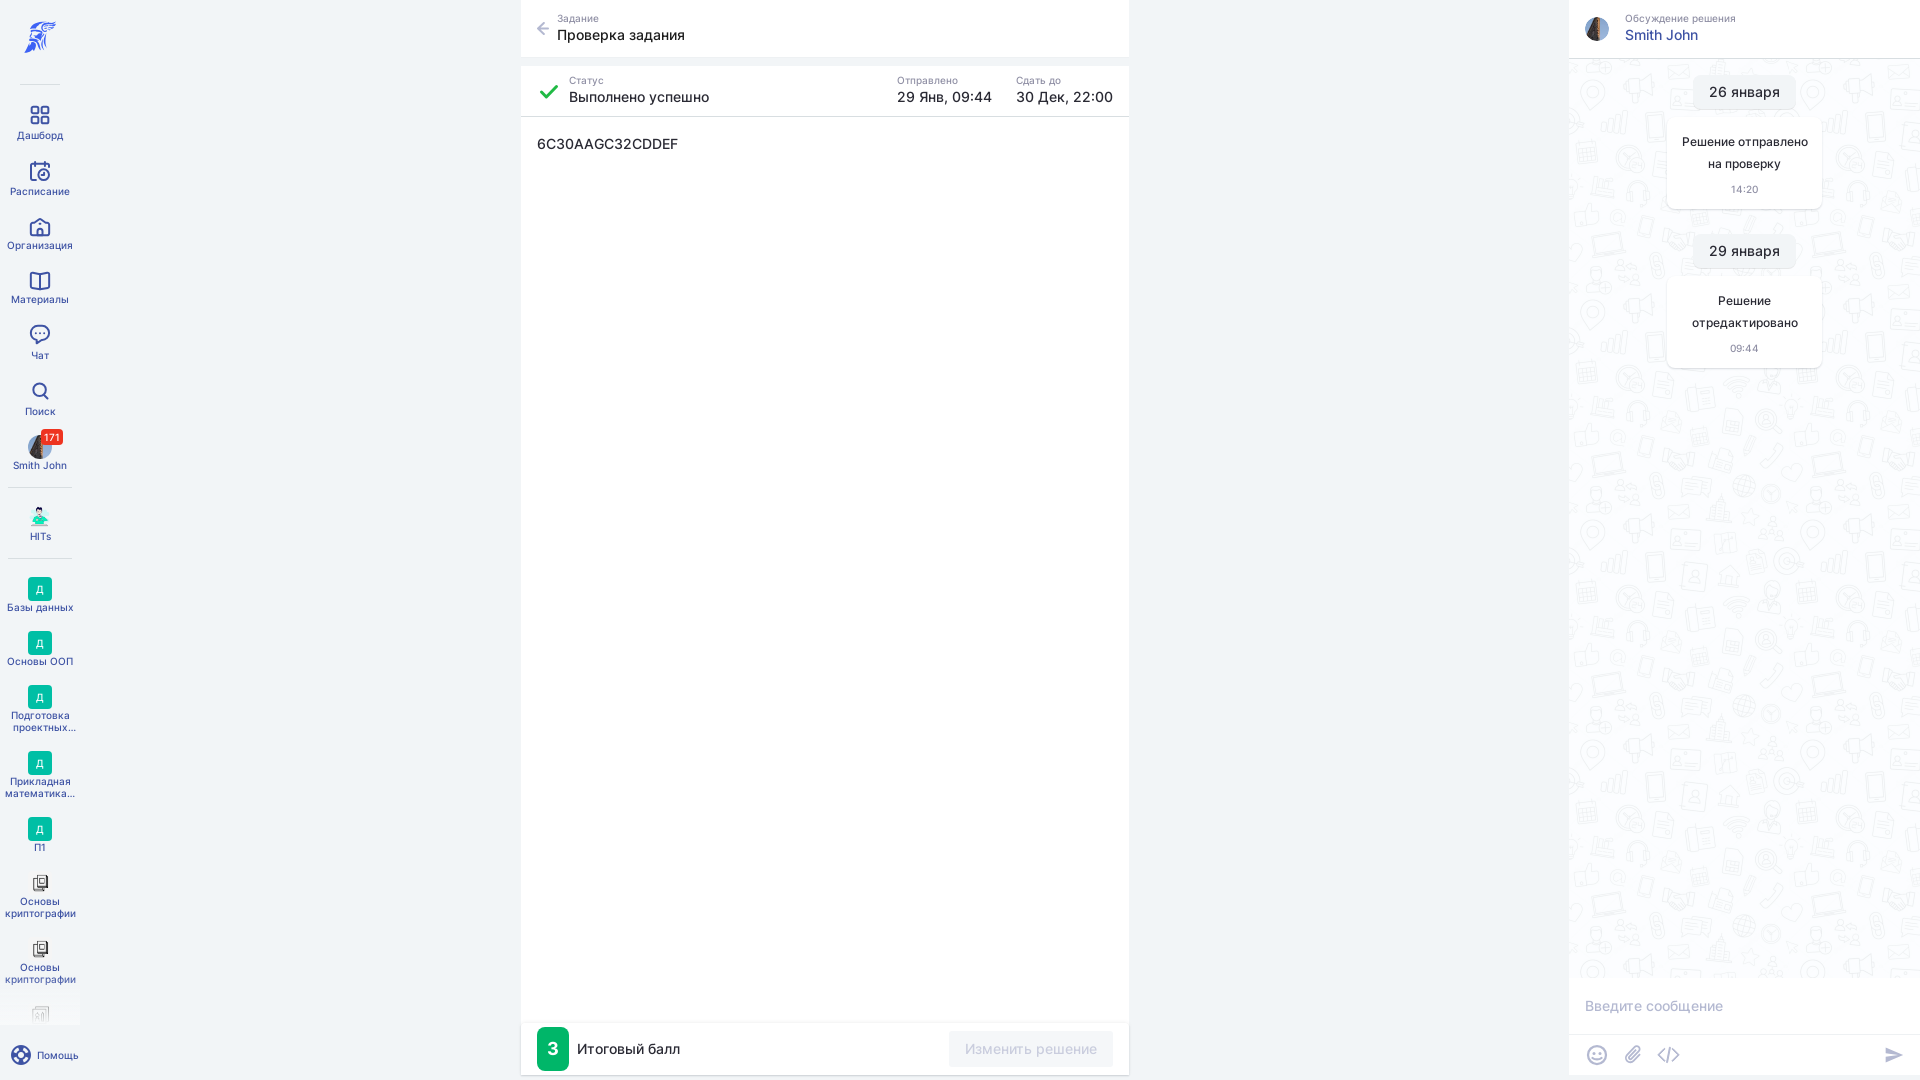 Дашборд
Расписание
Организация
Материалы
Чат
Поиск
171
Smith John
HITs
Д
Базы данных
Д
Основы ООП
Д
Подготовка
проектных...
Д
Прикладная
математика...
Д
П1
Основы
криптографии
Основы
криптографии
Помощь
Задание
Проверка задания
Статус
Выполнено успешно
Отправлено
29 Янв, 09:44
Сдать до
30 Дек, 22:00
6C30AAGC32CDDEF
3
Итоговый балл
Изменить решение
Обсуждение решения
Smith John
26 января
Решение отправлено
на проверку
14:20
29 января
Решение
отредактировано
09:44
Введите сообщение